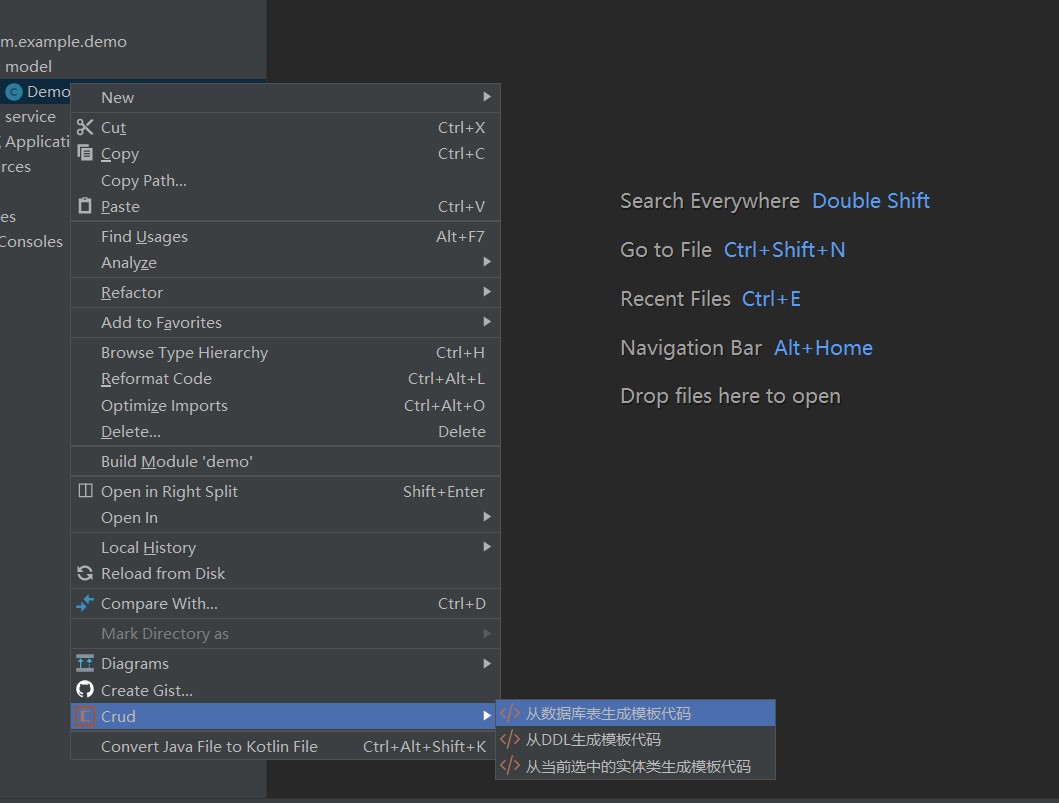 m.example.demo
model
Demo
service
Applicati
rces
es
Consoles
New
Cut Ctrl+X
Copy Ctrl+C
Copy Path...
Paste Ctrl+V
Find Usages Alt+F7
Analyze
Refactor
Add to Favorites
Browse Type Hierarchy Ctrl+H
Reformat Code Ctrl+Alt+L
Optimize Imports Ctrl+Alt+O
Delete... Delete
Build Module 'demo'
Open in Right Split Shift+Enter
Open In
Local History
Reload from Disk
Compare With... Ctrl+D
Mark Directory as
Diagrams
Create Gist...
Crud
Convert Java File to Kotlin File Ctrl+Alt+Shift+K
从数据库表生成模板代码
从DDL生成模板代码
从当前选中的实体类生成模板代码
Search Everywhere Double Shift
Go to File Ctrl+Shift+N
Recent Files Ctrl+E
Navigation Bar Alt+Home
Drop files here to open